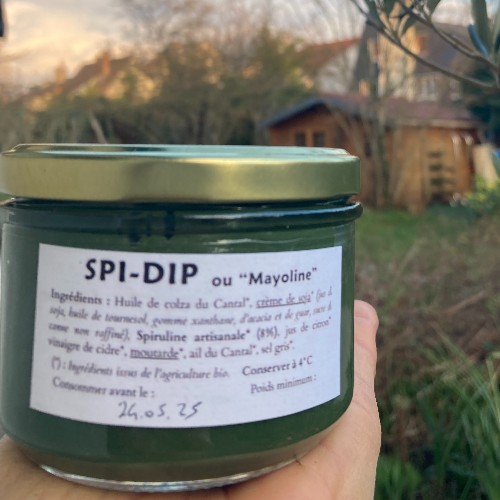 SPI-DIP ou "Mayoline"
Ingrédients : Huile de colza du Cantal*, crème de soja* (jus de
soja, huile de tournesol, gomme xanthane, d'acacia et de guar, sucre de
canne non raffiné), Spiruline artisanale* (8%), jus de citron*
vinaigre de cidre*, moutarde*, ail du Cantal*, sel gris*.
(*) : Ingrédients issus de l'agriculture bio. Conserver à 4°C
Consommer avant le : Poids minimum :
24.05.25